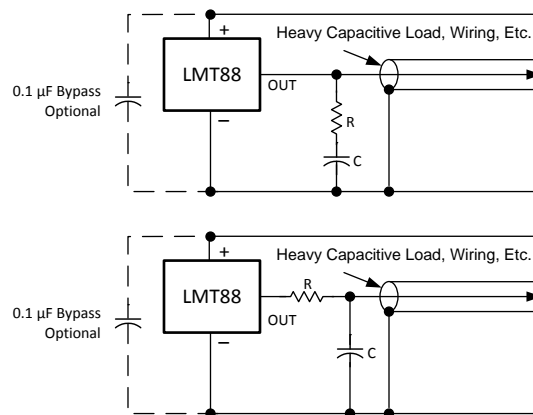 Heavy Capacitive Load, Wiring, Etc.
+
LMT88
OUT
0.1 µF Bypass
Optional
R
−
C
Heavy Capacitive Load, Wiring, Etc.
+
R
LMT88
OUT
0.1 µF Bypass
Optional
−
C